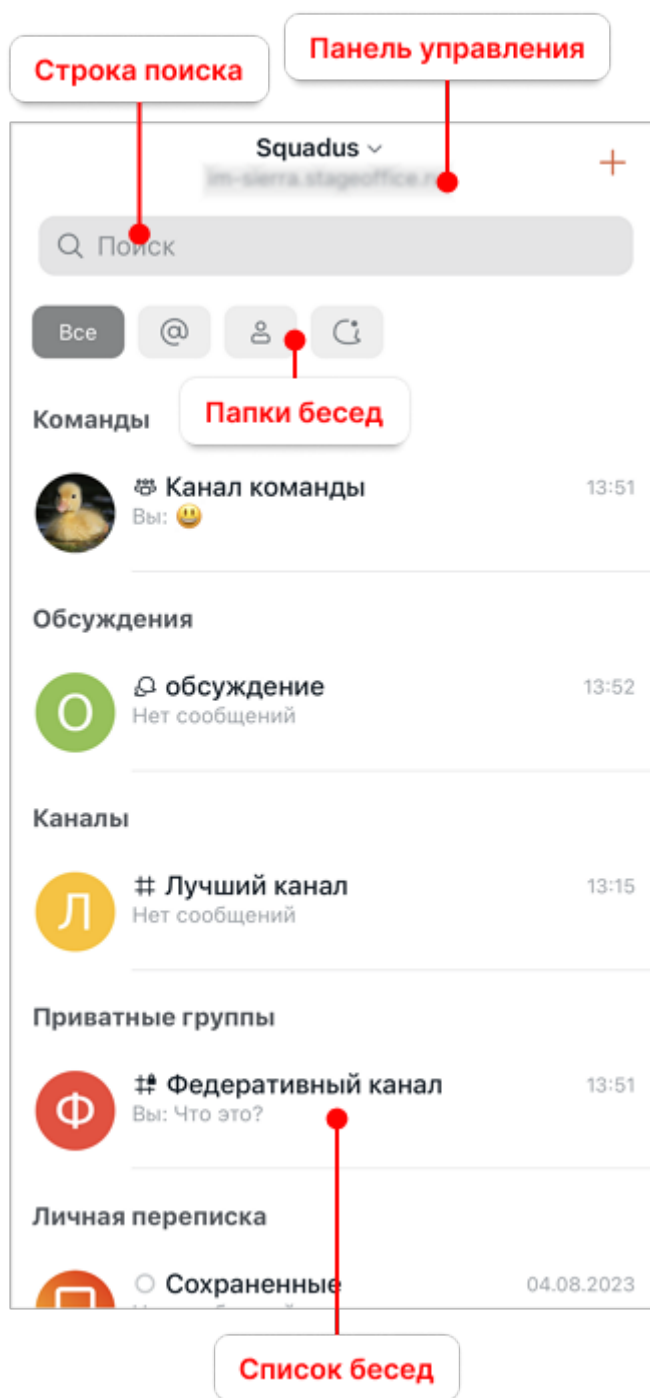 Панель управления
Строка поиска
Squadus
Поиск
Все
Папки бесед
Команды
Канал команды
13:51
Вы: 😃
Обсуждения
обсуждение
13:52
Нет сообщений
Каналы
Лучший канал
13:15
Нет сообщений
Приватные группы
Федеративный канал
13:51
Вы: Что это?
Личная переписка
Сохраненные
04.08.2023
Список бесед